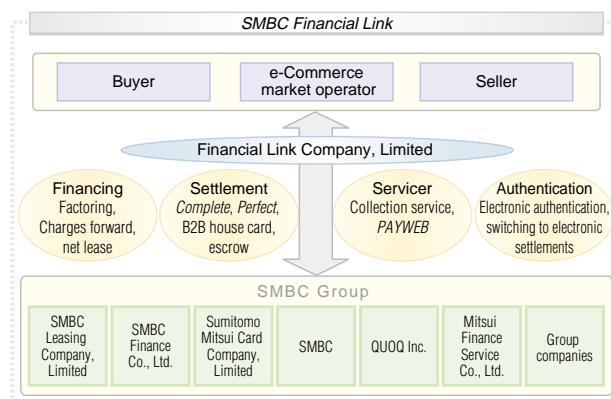 SMBC Financial Link
Buyer
e-Commerce
market operator
Seller
Financial Link Company, Limited
Financing
Factoring,
Charges forward,
net lease
Settlement
Complete, Perfect,
B2B house card,
escrow
Servicer
Collection service,
PAYWEB
Authentication
Electronic authentication,
switching to electronic
settlements
SMBC Group
SMBC
Leasing
Company,
Limited
SMBC
Finance
Co., Ltd.
Sumitomo
Mitsui Card
Company,
Limited
SMBC
QUOQ Inc.
Mitsui
Finance
Service
Co., Ltd.
Group
companies